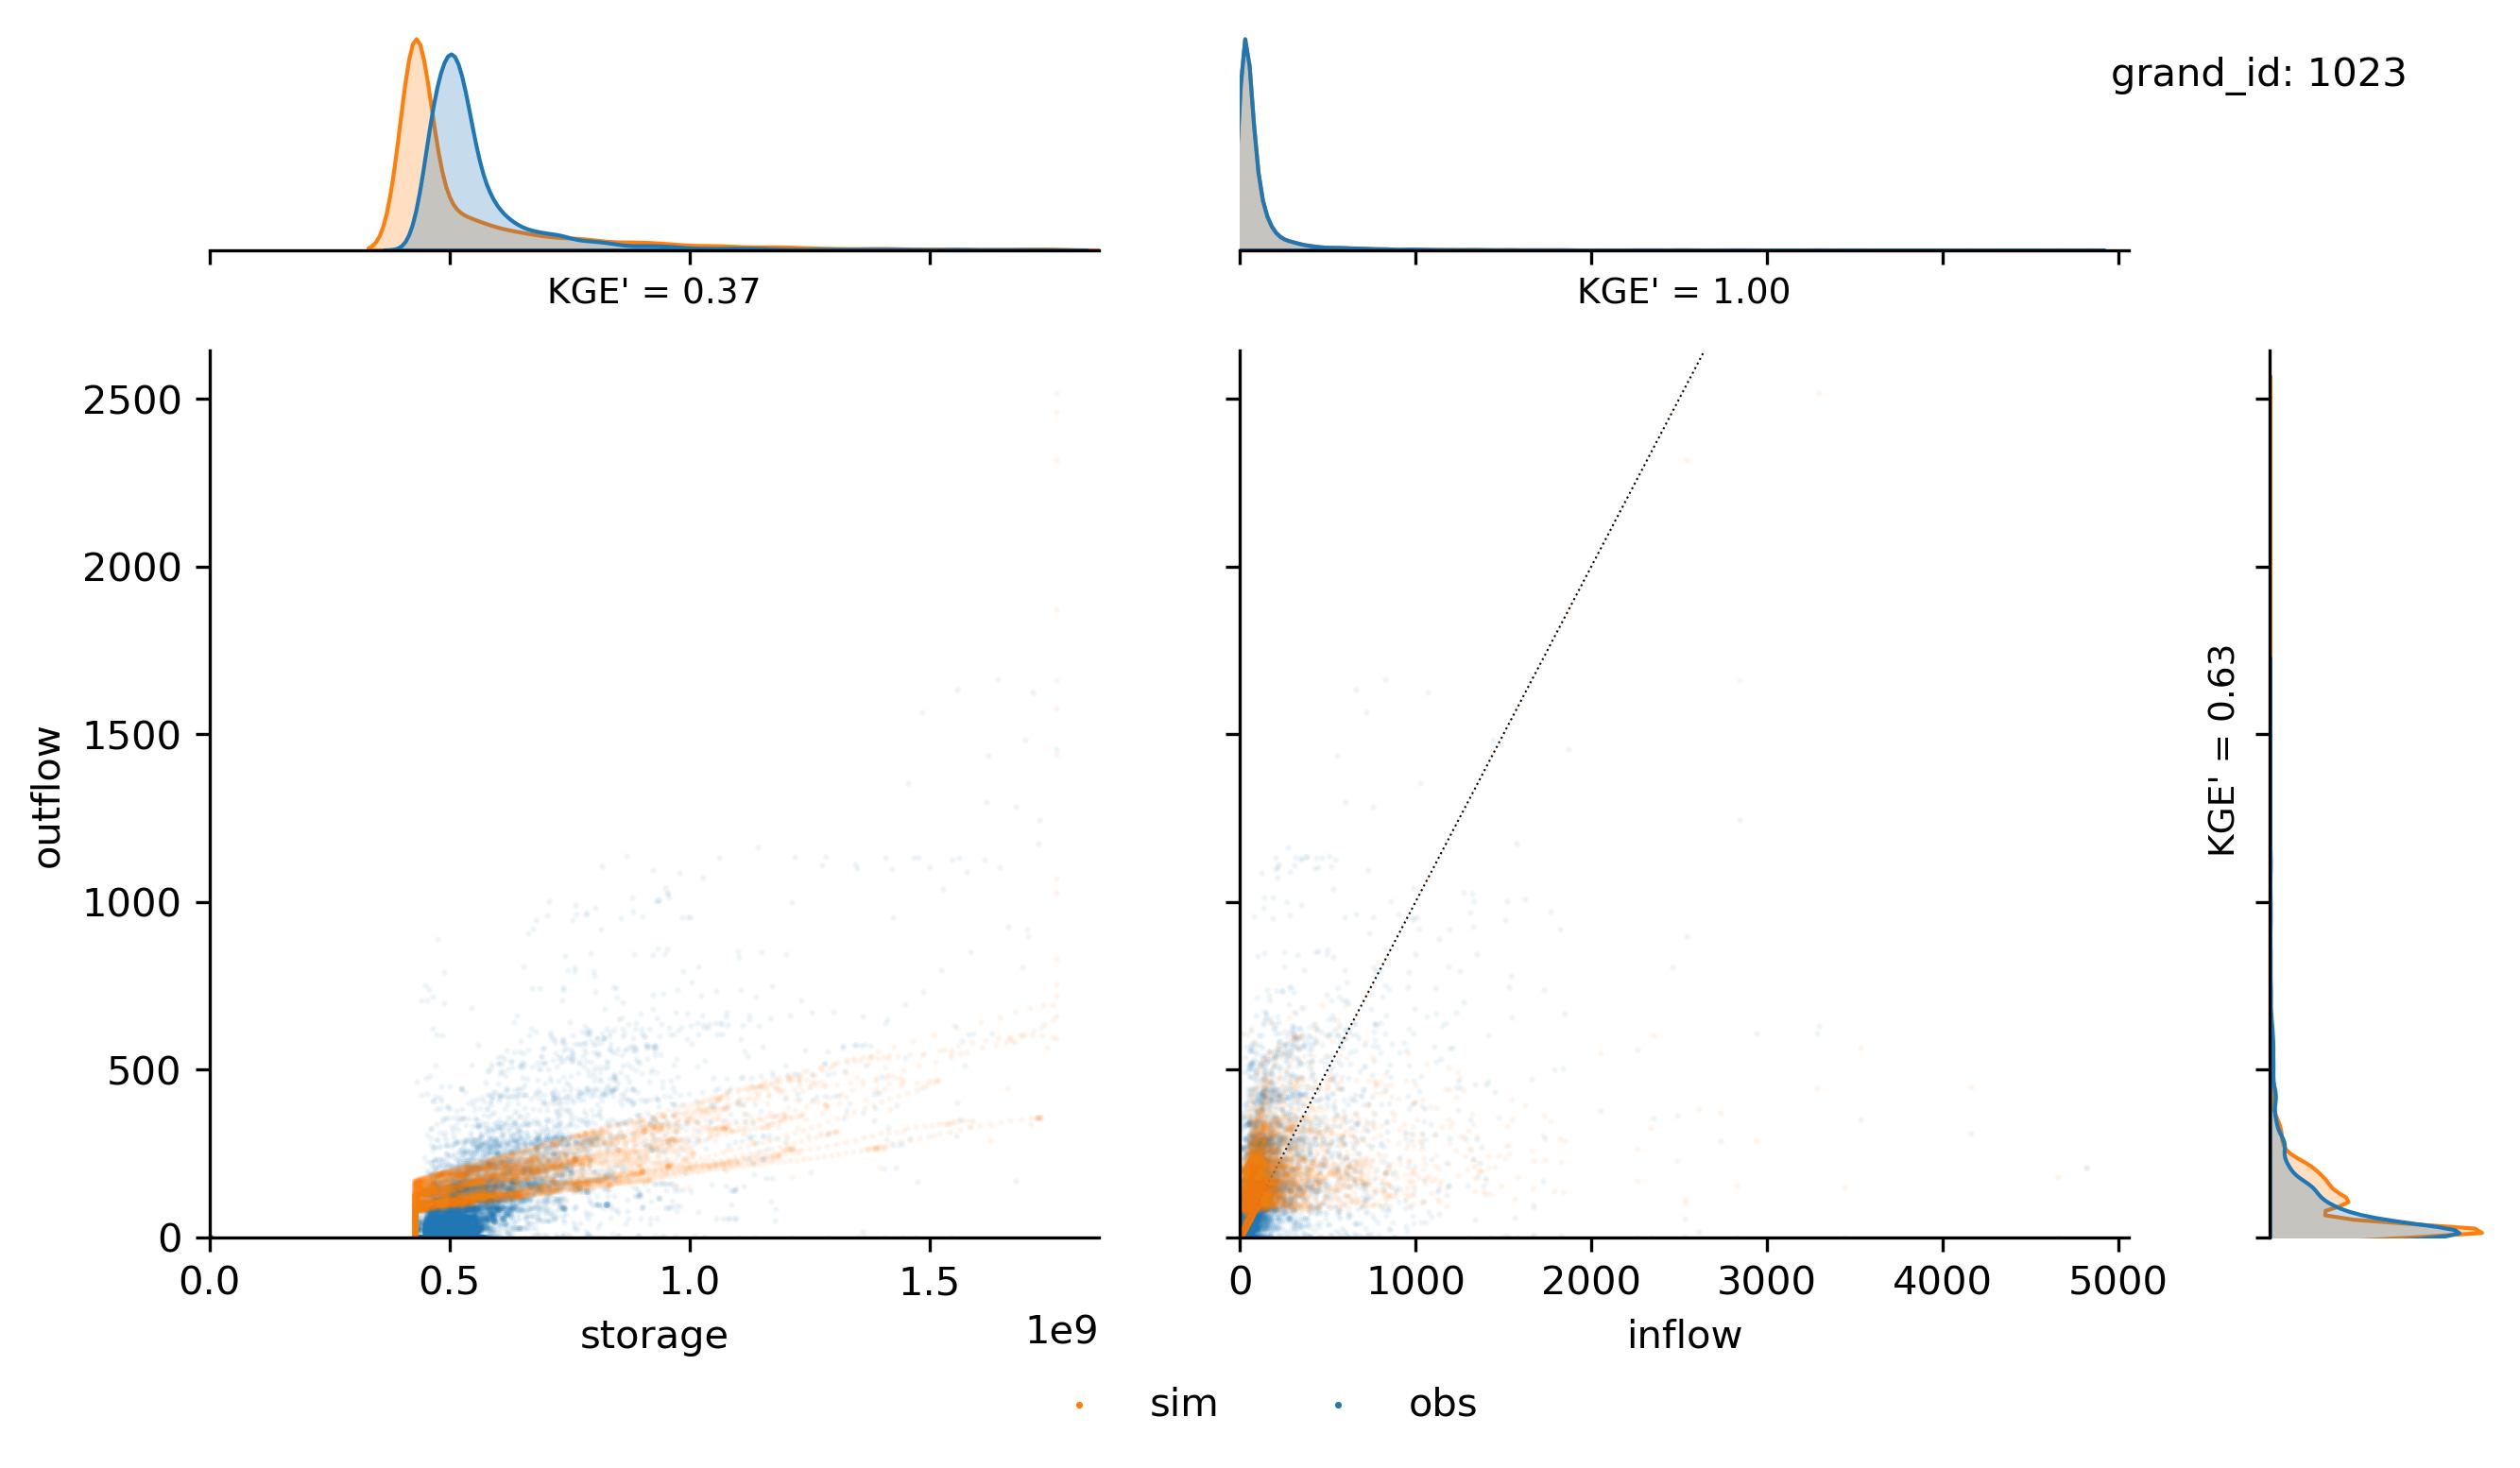 grand_id: 1023
KGE' = 0.37
KGE' = 1.00
2500
2000
1500
1000
500
0
outflow
KGE' = 0.63
0.0 0.5 1.0 1.5
0 1000 2000 3000 4000 5000
storage
1e9
inflow
sim
obs